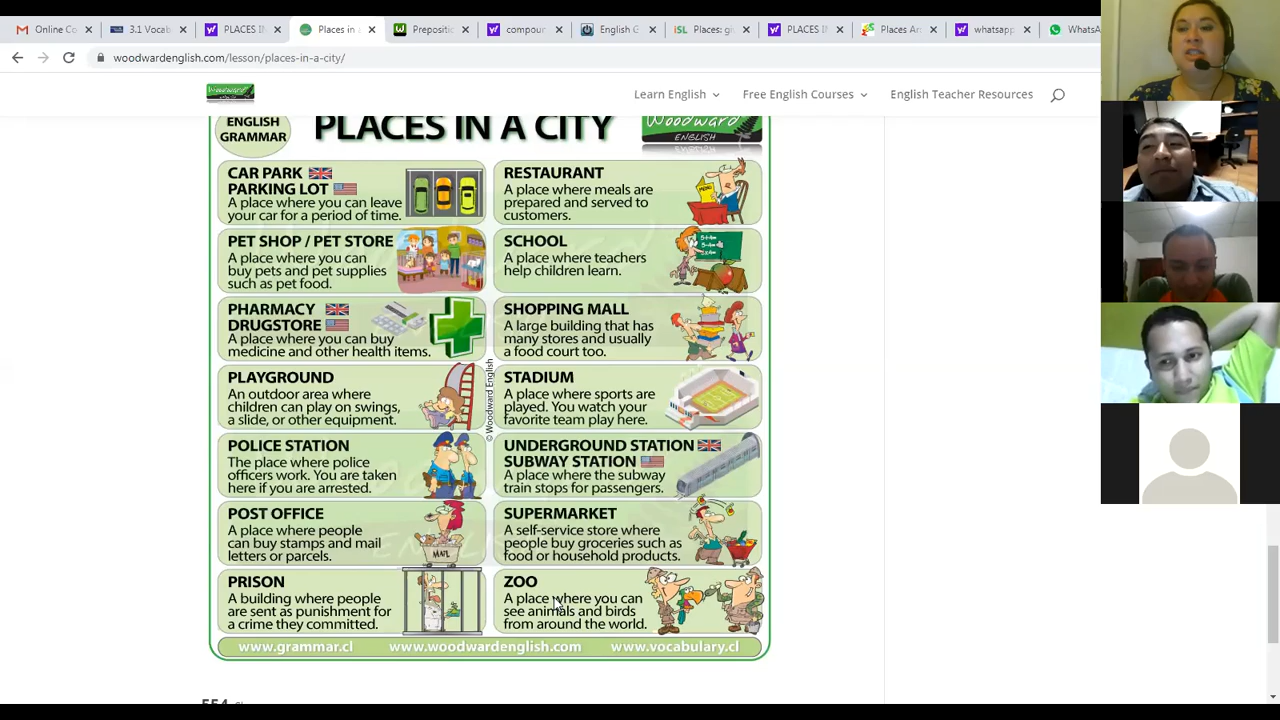 Online C
3.1 Vocab
PLACES IN
Places in
Prepositic
compour
English G
Places: gi
PLACES IN
Places Ar
whatsapp
WhatsA
woodwardenglish.com/lesson/places-in-a-city/
Woodward
Learn English
Free English Courses
English Teacher Resources
ENGLISH
GRAMMAR
PLACES IN A CITY
Woodward
ENGLISH
CAR PARK
PARKING LOT
A place where you can leave
your car for a period of time.
PET SHOP / PET STORE
A place where you can
buy pets and pet supplies
such as pet food.
PHARMACY
DRUGSTORE
A place where you can buy
medicine and other health items.
PLAYGROUND
An outdoor area where
children can play on swings,
a slide, or other equipment.
POLICE STATION
The place where police
officers work. You are taken
here if you are arrested.
POST OFFICE
A place where people
can buy stamps and mail
letters or parcels.
MAIL
PRISON
A building where people
are sent as punishment for
a crime they committed.
© Woodward English
RESTAURANT
A place where meals are
prepared and served to
customers.
MENU
SCHOOL
A place where teachers
help children learn.
SHOPPING MALL
A large building that has
many stores and usually
a food court too.
STADIUM
A place where sports are
played. You watch your
favorite team play here.
UNDERGROUND STATION
SUBWAY STATION
A place where the subway
train stops for passengers.
SUPERMARKET
A self-service store where
people buy groceries such as
food or household products.
ZOO
A place where you can
see animals and birds
from around the world.
www.grammar.cl
www.woodwardenglish.com
www.vocabulary.cl